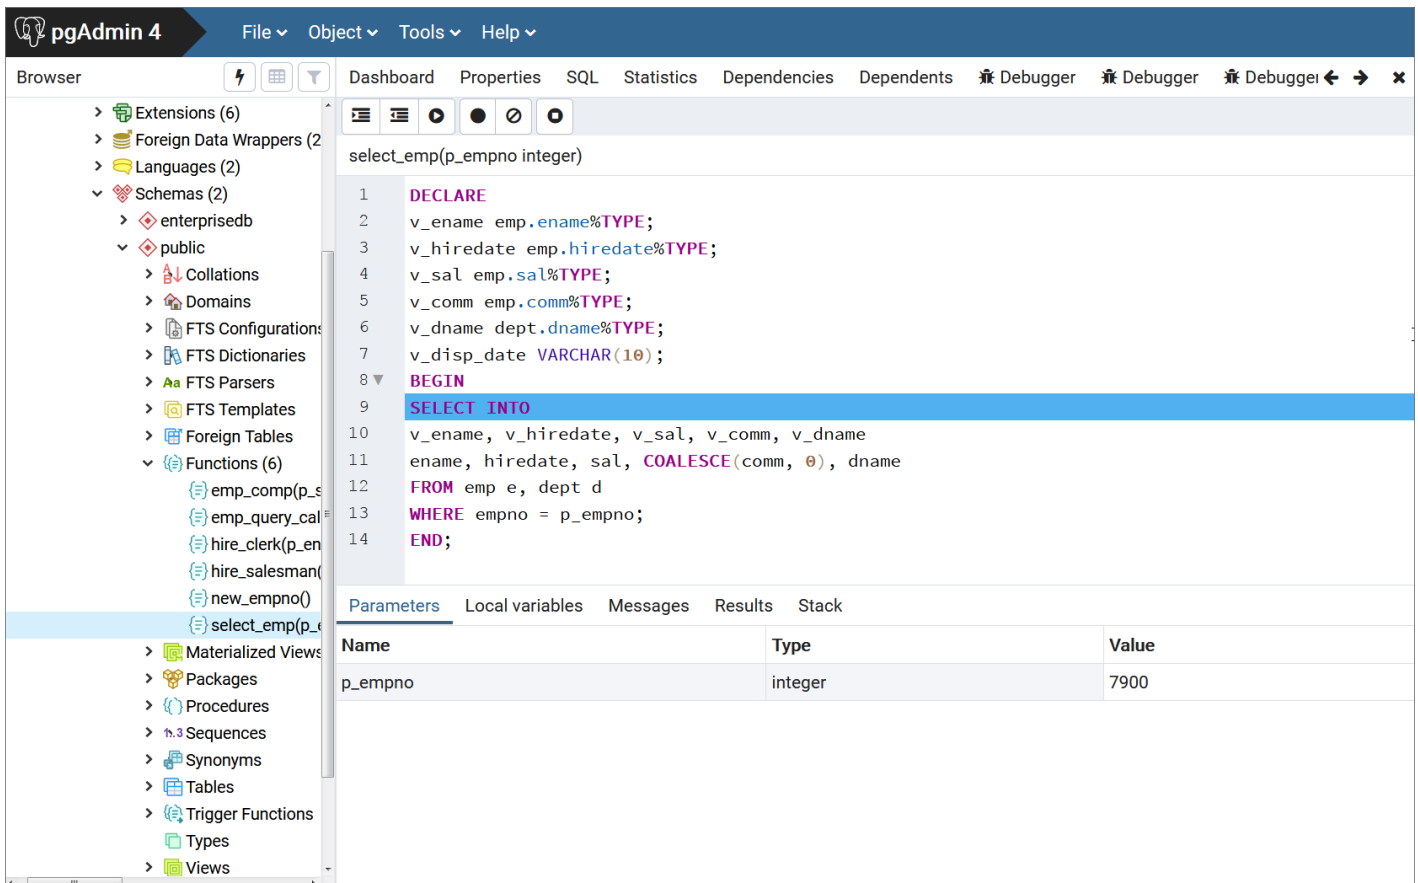 pgAdmin 4
File Object Tools Help
Browser
Dashboard Properties SQL Statistics Dependencies Dependents Debugger Debugger Debugger
Extensions (6)
Foreign Data Wrappers (2
Languages (2)
Schemas (2)
enterprisedb
public
Collations
Domains
FTS Configurations
FTS Dictionaries
Aa FTS Parsers
FTS Templates
Foreign Tables
Functions (6)
emp_comp(p_s
emp_query_cal
hire_clerk(p_en
hire_salesman(
new_empno()
select_emp(p_e
Materialized Views
Packages
Procedures
1..3 Sequences
Synonyms
Tables
Trigger Functions
Types
Views
select_emp(p_empno integer)
1 DECLARE
2 v_ename emp.ename%TYPE;
3 v_hiredate emp.hiredate%TYPE;
4 v_sal emp.sal%TYPE;
5 v_comm emp.comm%TYPE;
6 v_dname dept.dname%TYPE;
7 v_disp_date VARCHAR(10);
8 BEGIN
9 SELECT INTO
10 v_ename, v_hiredate, v_sal, v_comm, v_dname
11 ename, hiredate, sal, COALESCE(comm, 0), dname
12 FROM emp e, dept d
13 WHERE empno = p_empno;
14 END;
Parameters Local variables Messages Results Stack
Name Type Value
p_empno integer 7900